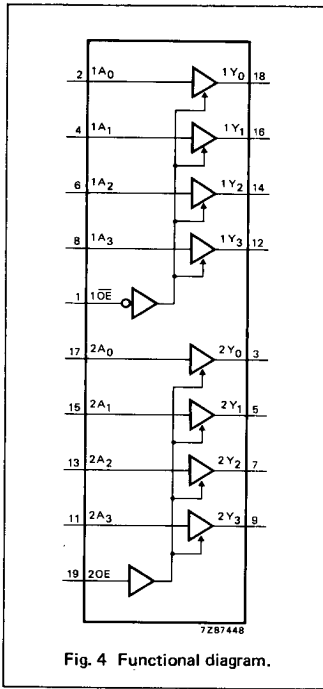 2 1A0 1Y0 18
4 1A1 1Y1 16
6 1A2 1Y2 14
8 1A3 1Y3 12
1 1O̅E̅
17 2A0 2Y0 3
15 2A1 2Y1 5
13 2A2 2Y2 7
11 2A3 2Y3 9
19 2OE
7Z87448
Fig. 4 Functional diagram.